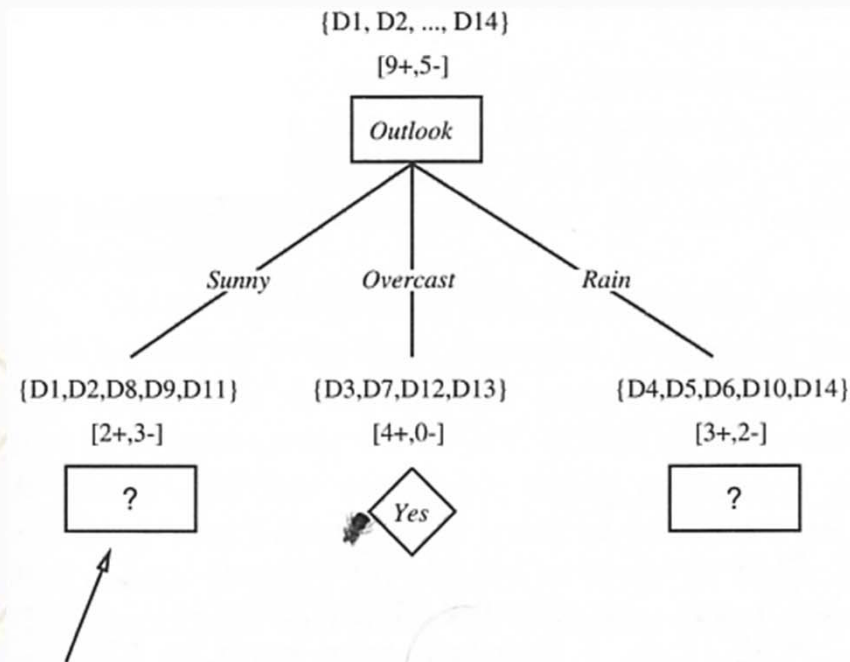 {D1, D2, ..., D14}
[9+,5-]
Outlook
Sunny Overcast Rain
{D1,D2,D8,D9,D11} {D3,D7,D12,D13} {D4,D5,D6,D10,D14}
[2+,3-] [4+,0-] [3+,2-]
? Yes ?